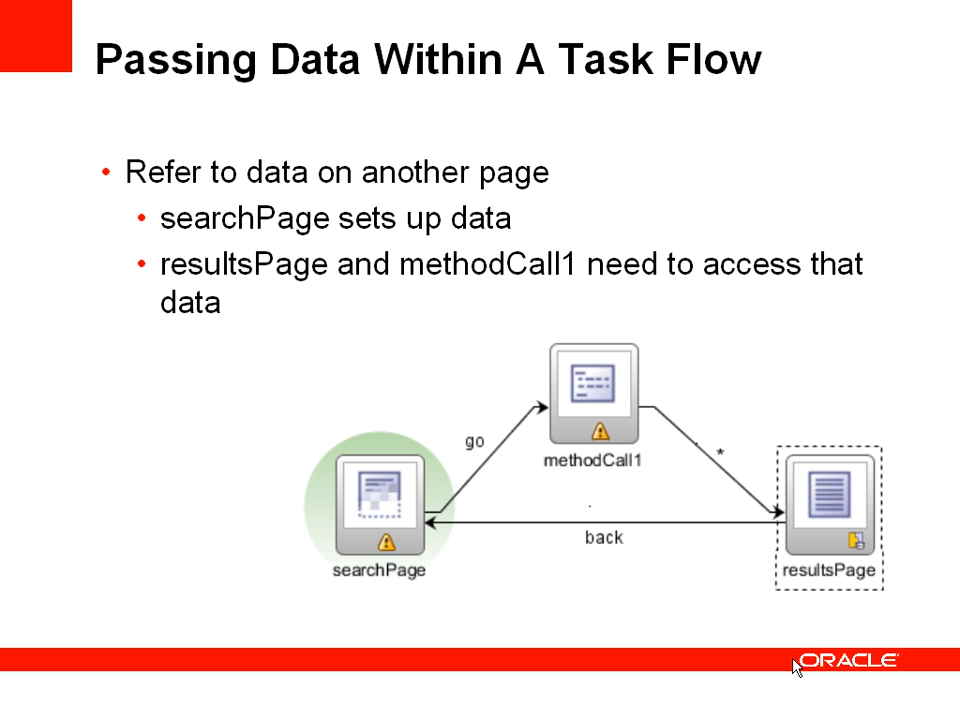 Passing Data Within A Task Flow
• Refer to data on another page
• searchPage sets up data
• resultsPage and methodCall1 need to access that
data
go
methodCall1
*
back
searchPage
resultsPage
ORACLE